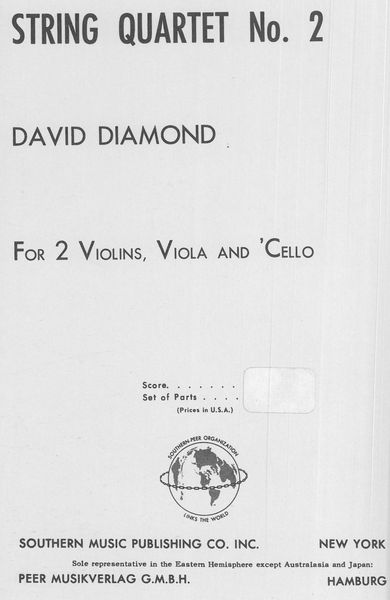 STRING QUARTET No. 2
DAVID DIAMOND
FOR 2 VIOLINS, VIOLA AND 'CELLO
Score. . . . . . .
Set of Parts . . . .
(Prices in U.S.A.)
SOUTHERN-PEER ORGANIZATION
LINKS THE WORLD
SOUTHERN MUSIC PUBLISHING CO. INC. NEW YORK
Sole representative in the Eastern Hemisphere except Australasia and Japan:
PEER MUSIKVERLAG G.M.B.H. HAMBURG